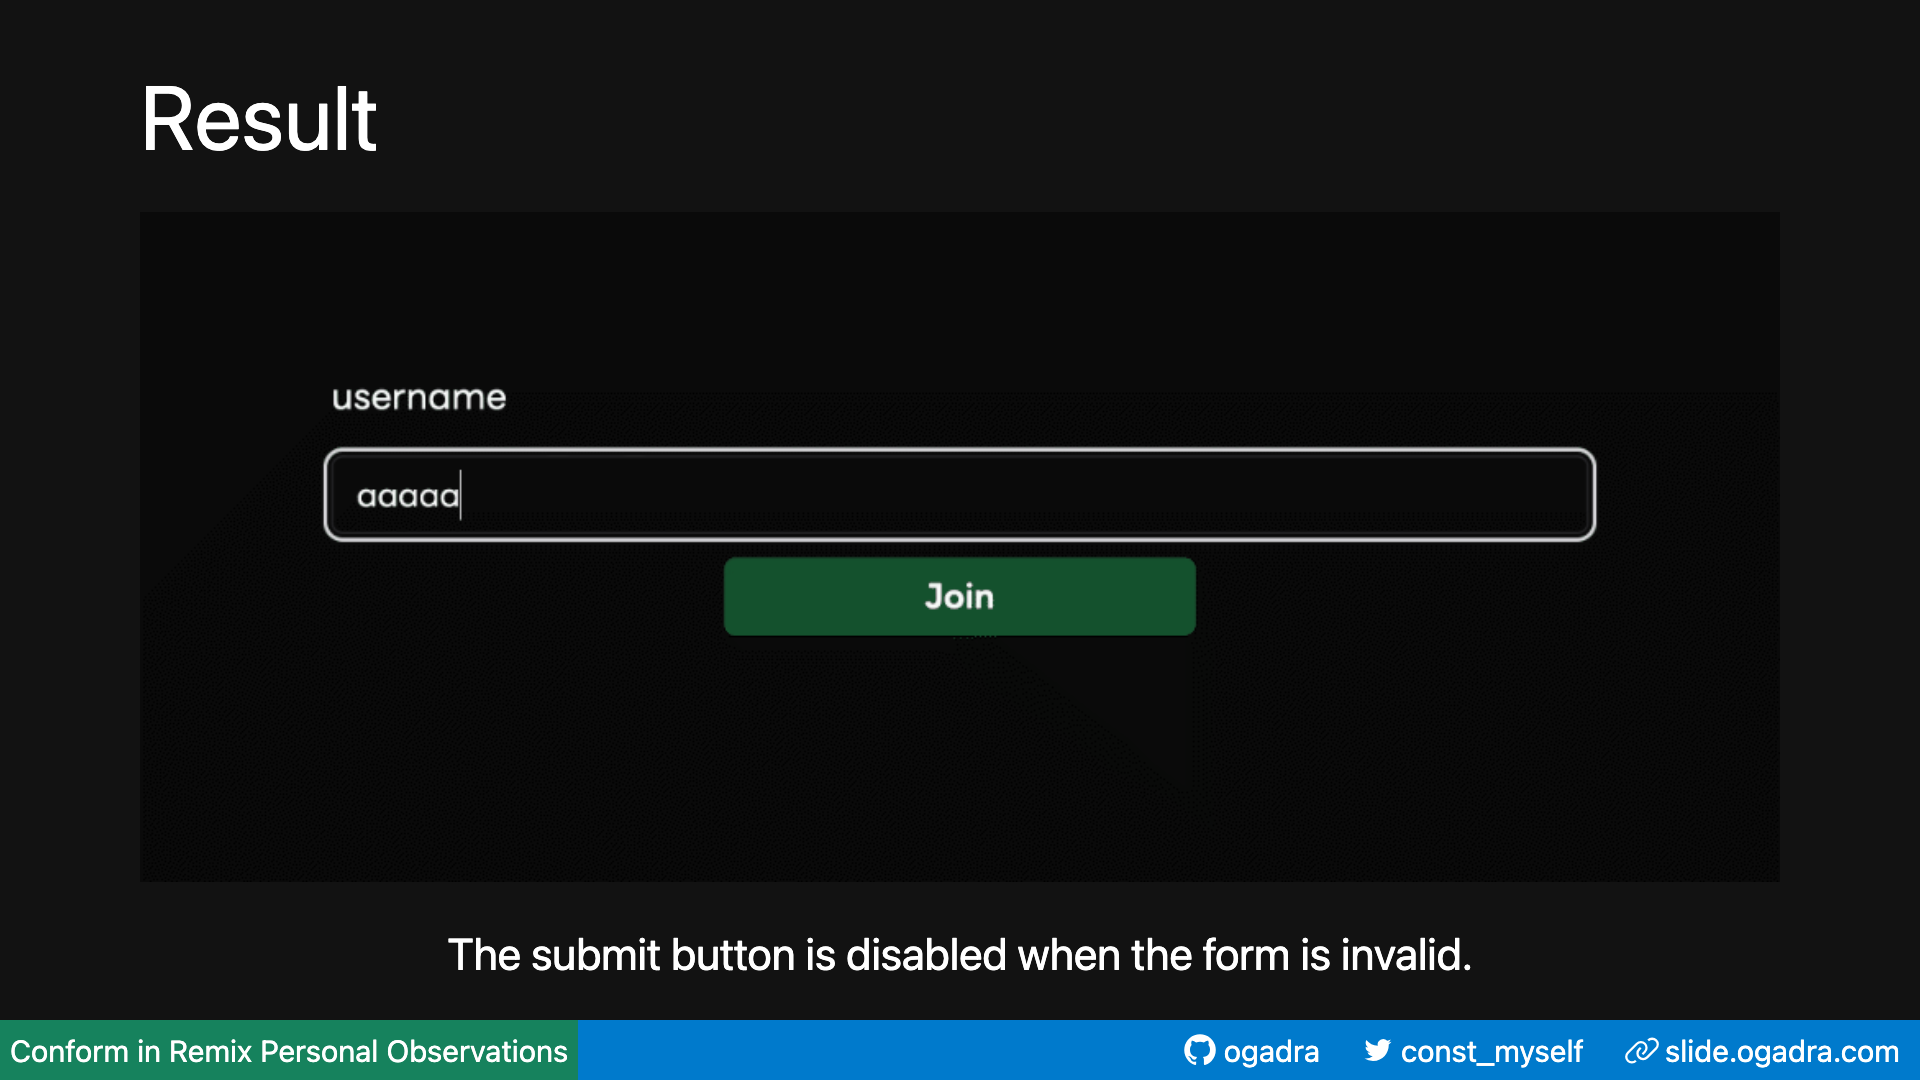 Result
username
aaaaa
Join
The submit button is disabled when the form is invalid.
Conform in Remix Personal Observations ogadra const_myself slide.ogadra.com